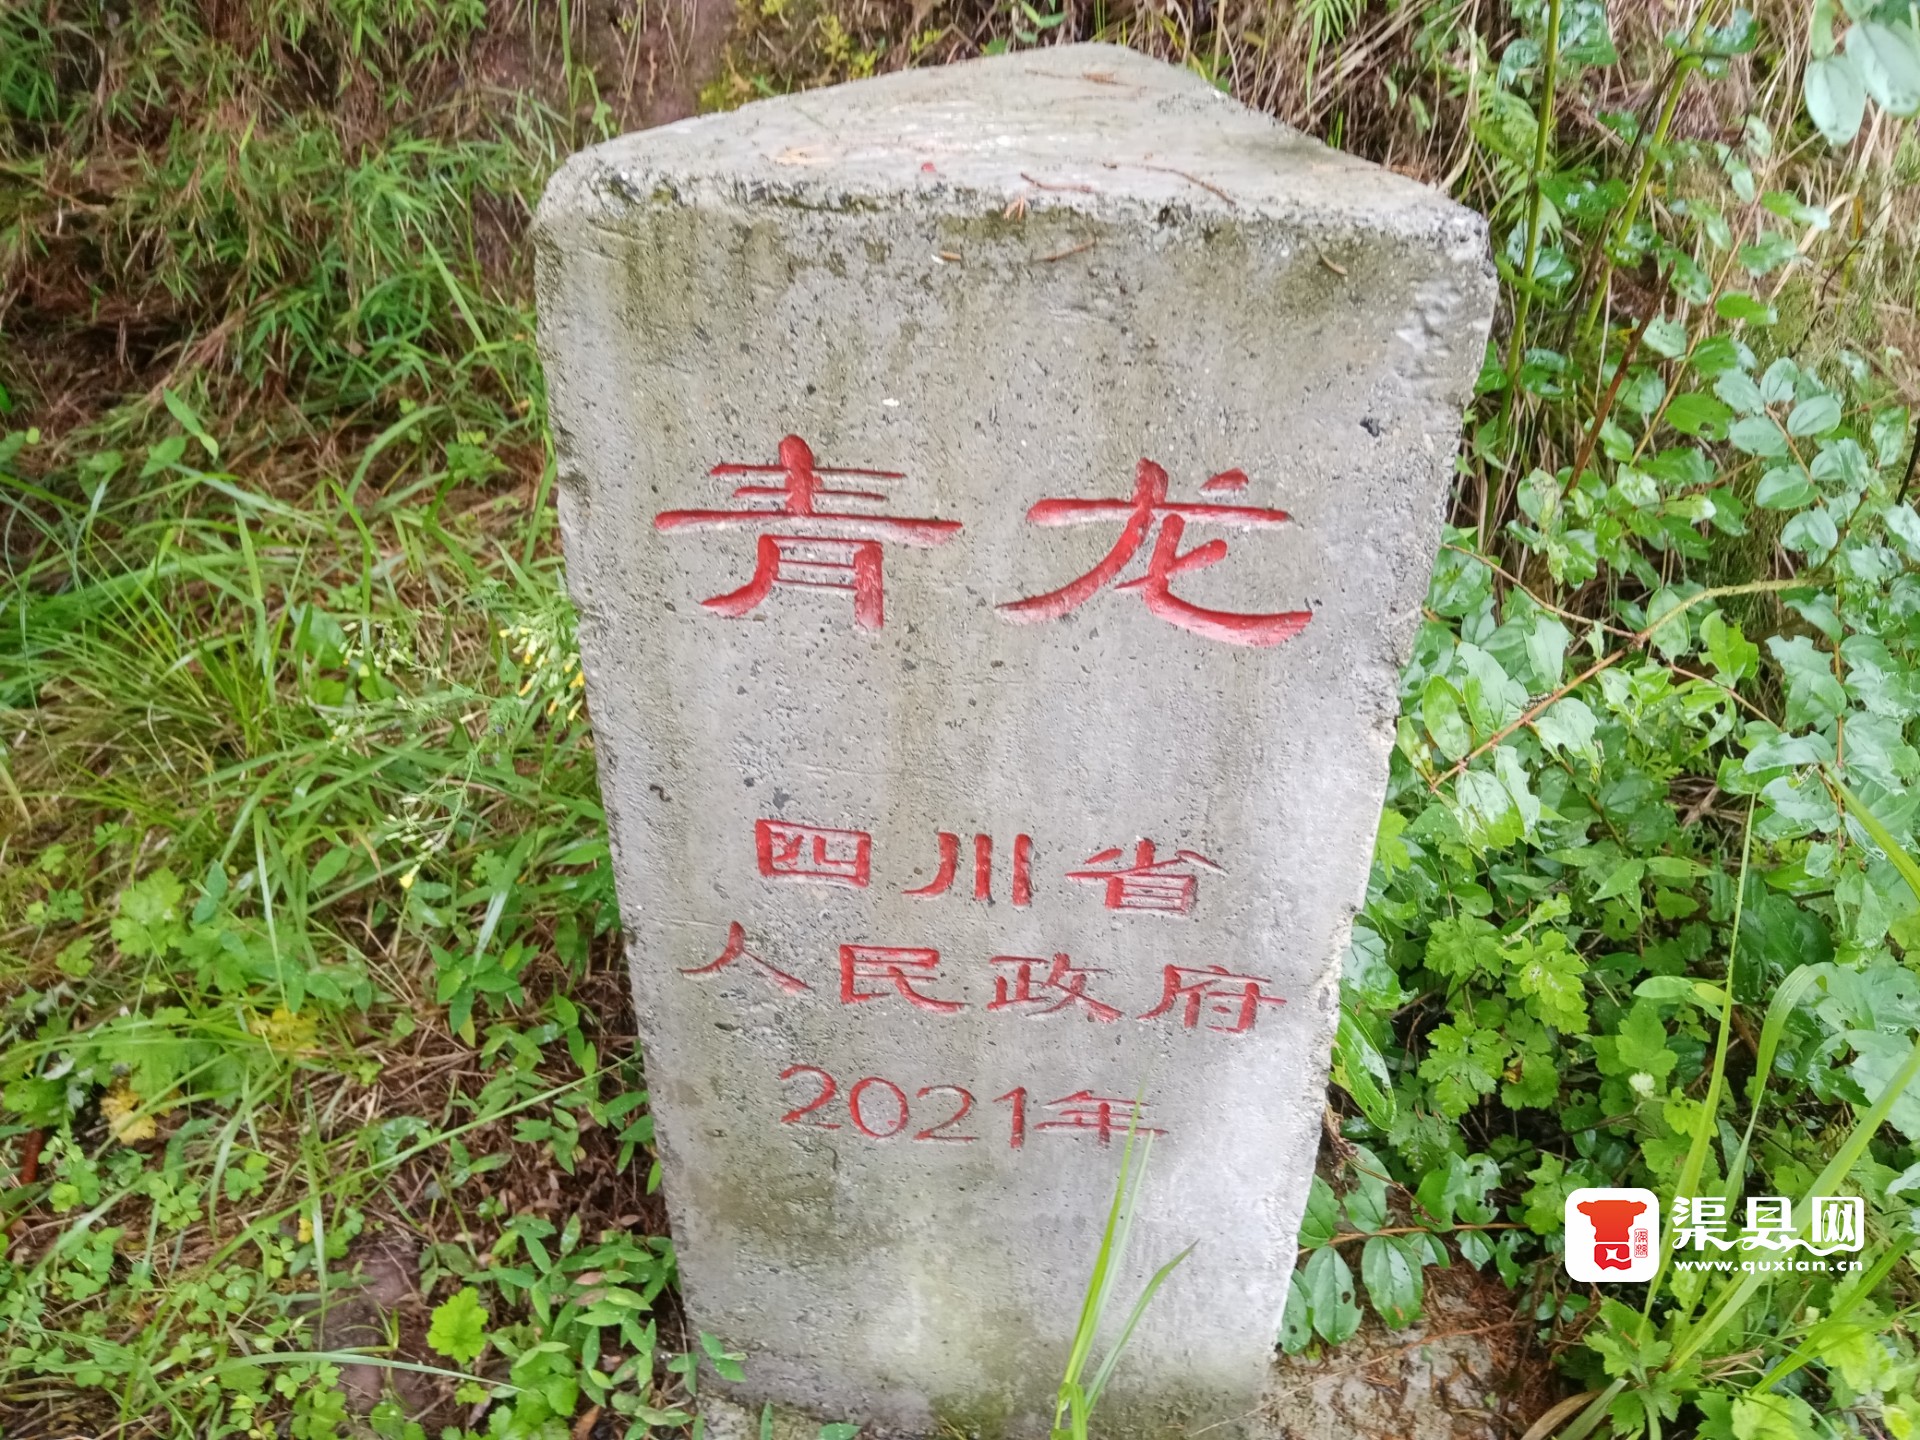 青龙
四川省
人民政府
2021年
渠县网
www.quxian.cn